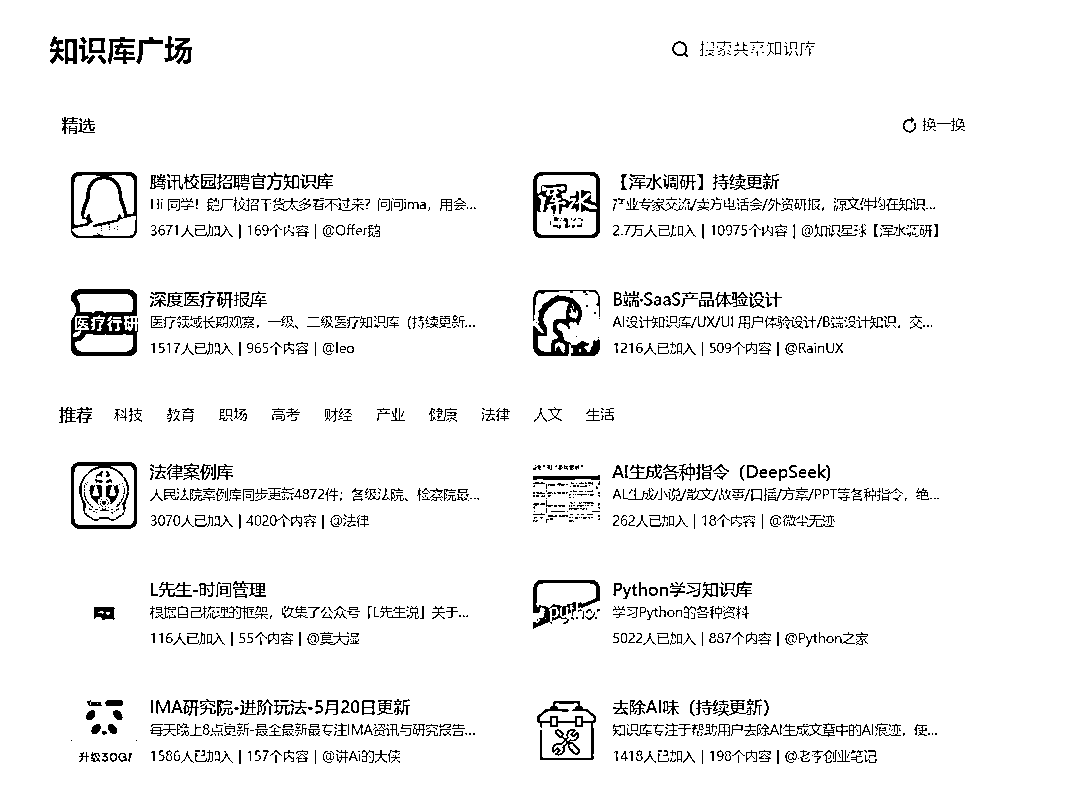 知识库广场
搜索共享知识库
精选
换一换
腾讯校园招聘官方知识库
Hi 同学！鹅厂校招干货太多看不过来？问问ima，用会...
3671人已加入 | 169个内容 | @Offer鹅
【浑水调研】持续更新
产业专家交流/卖方电话会/外资研报，源文件均在知识...
2.7万人已加入 | 10975个内容 | @知识星球【浑水调研】
医疗行研
深度医疗研报库
医疗领域长期观察，一级、二级医疗知识库（持续更新...
1517人已加入 | 965个内容 | @leo
B端·SaaS产品体验设计
AI设计知识库/UX/UI 用户体验设计/B端设计知识，交...
1216人已加入 | 509个内容 | @RainUX
推荐 科技 教育 职场 高考 财经 产业 健康 法律 人文 生活
法律案例库
人民法院案例库同步更新4872件；各级法院、检察院最...
3070人已加入 | 4020个内容 | @法律
AI生成各种指令（DeepSeek)
AI生成小说/散文/故事/口播/方案/PPT等各种指令，绝...
262人已加入 | 18个内容 | @微尘无迹
L先生-时间管理
根据自己梳理的框架，收集了公众号「L先生说」关于...
116人已加入 | 55个内容 | @莫大湿
python
Python学习知识库
学习Python的各种资料
5022人已加入 | 887个内容 | @Python之家
升级30G!
IMA研究院·进阶玩法·5月20日更新
每天晚上8点更新-最全最新最专注IMA资讯与研究报告...
1586人已加入 | 157个内容 | @讲Ai的大使
去除AI味（持续更新）
知识库专注于帮助用户去除AI生成文章中的AI痕迹，使...
1418人已加入 | 198个内容 | @老李创业笔记